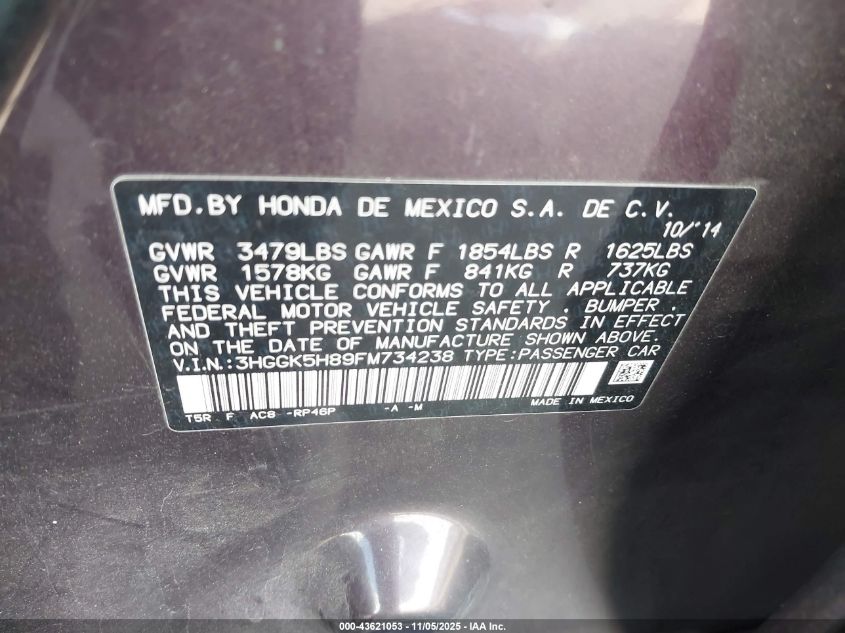 MFD.BY HONDA DE MEXICO S.A. DE C.V.
10/'14
GVWR 3479LBS GAWR F 1854LBS R 1625LBS
GVWR 1578KG GAWR F 841KG R 737KG
THIS VEHICLE CONFORMS TO ALL APPLICABLE
FEDERAL MOTOR VEHICLE SAFETY . BUMPER .
AND THEFT PREVENTION STANDARDS IN EFFECT
ON THE DATE OF MANUFACTURE SHOWN ABOVE.
V.I.N.:3HGGK5H89FM734238 TYPE:PASSENGER CAR
T5R F AC8 -RP46P -A -M MADE IN MEXICO
000-43621053 - 11/05/2025 - IAA Inc.